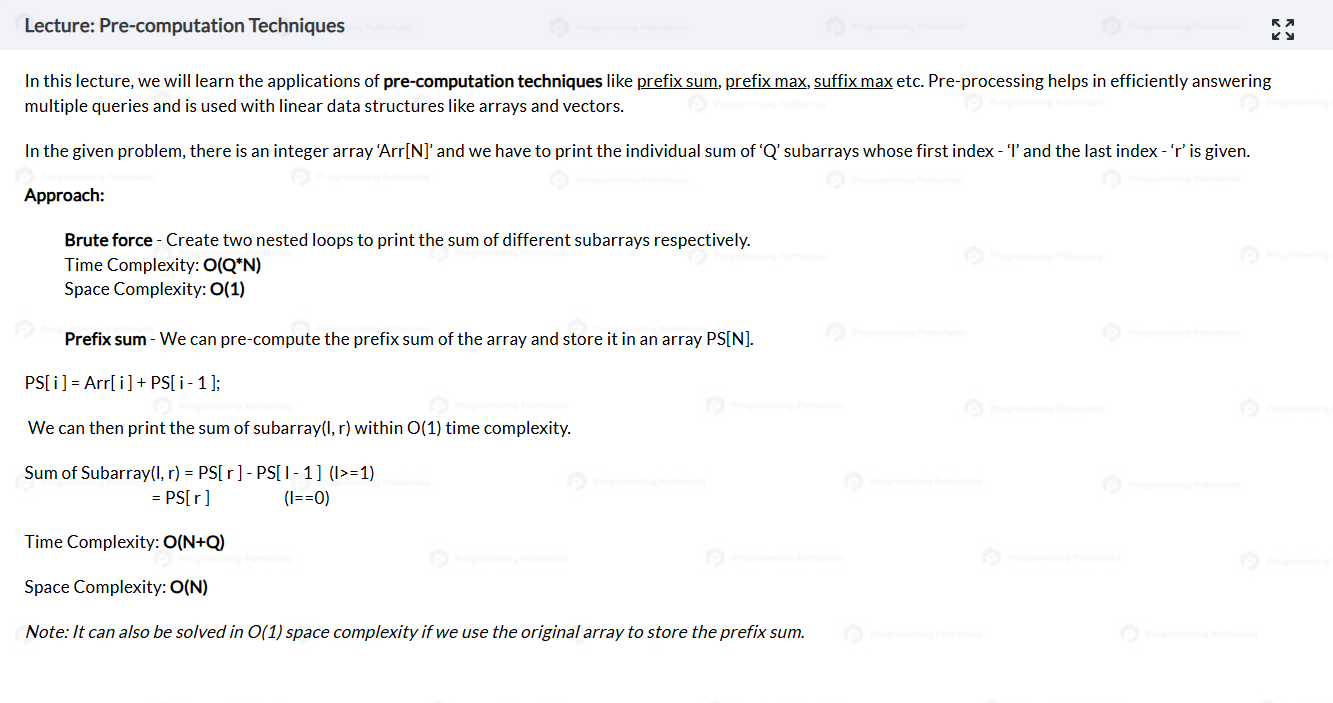 Lecture: Pre-computation Techniques
In this lecture, we will learn the applications of pre-computation techniques like prefix sum, prefix max, suffix max etc. Pre-processing helps in efficiently answering
multiple queries and is used with linear data structures like arrays and vectors.
In the given problem, there is an integer array ‘Arr[N]’ and we have to print the individual sum of ‘Q’ subarrays whose first index - ‘l’ and the last index - ‘r’ is given.
Approach:
Brute force - Create two nested loops to print the sum of different subarrays respectively.
Time Complexity: O(Q*N)
Space Complexity: O(1)
Prefix sum - We can pre-compute the prefix sum of the array and store it in an array PS[N].
PS[ i ] = Arr[ i ] + PS[ i - 1 ];
We can then print the sum of subarray(l, r) within O(1) time complexity.
Sum of Subarray(l, r) = PS[ r ] - PS[ l - 1 ] (l>=1)
= PS[ r ] (l==0)
Time Complexity: O(N+Q)
Space Complexity: O(N)
Note: It can also be solved in O(1) space complexity if we use the original array to store the prefix sum.